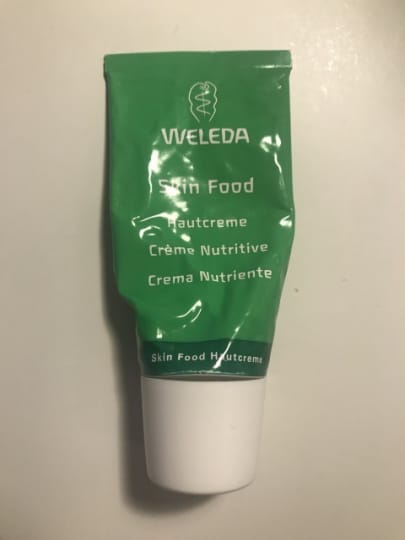 WELEDA
Skin Food
Hautcreme
Crème Nutritive
Crema Nutriente
Skin Food Hautcreme